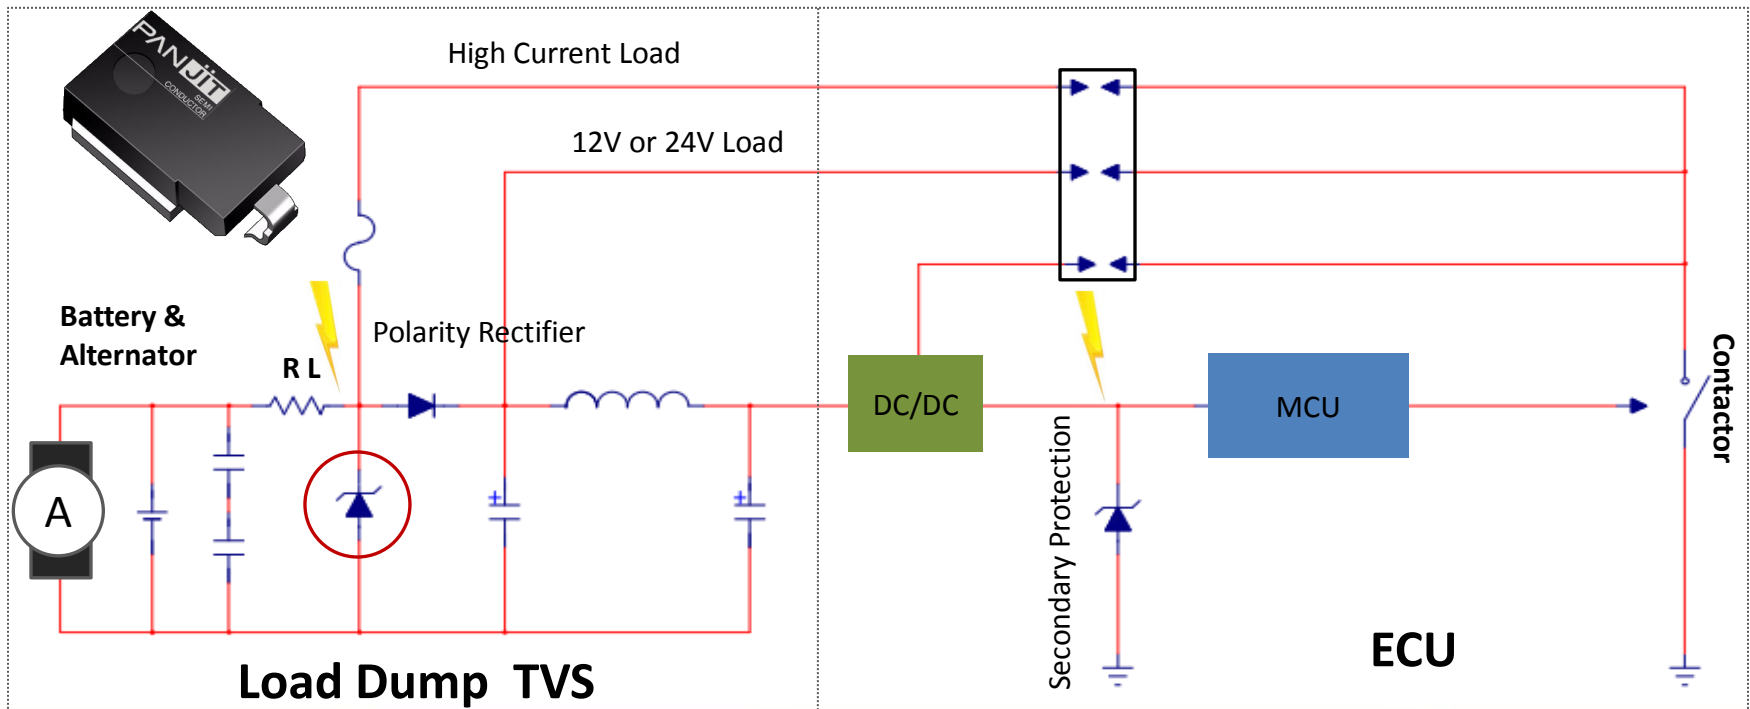 PANJIT
SEMI
CONDUCTOR
High Current Load
12V or 24V Load
Battery &
Alternator
R L
Polarity Rectifier
A
DC/DC
MCU
Contactor
Secondary Protection
Load Dump TVS
ECU